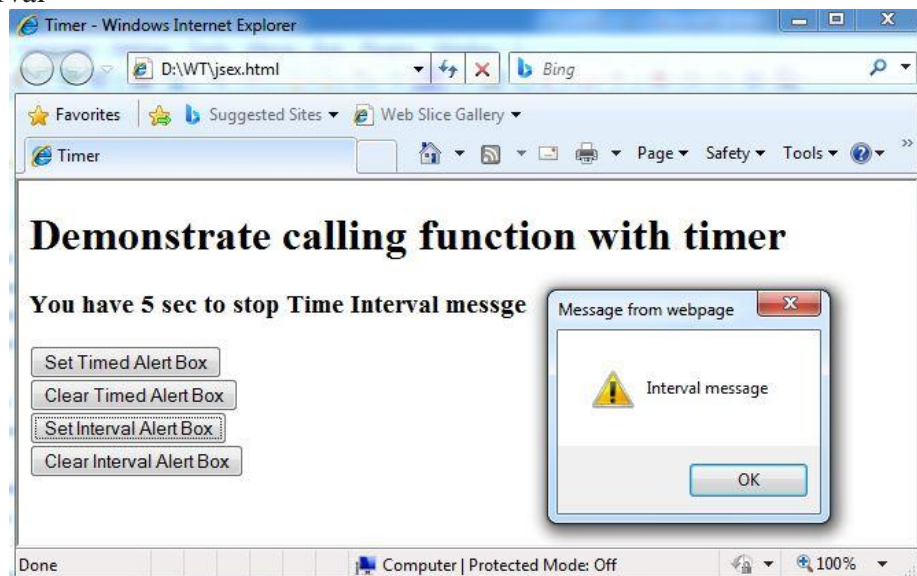 Timer - Windows Internet Explorer
D:\WT\jsex.html
Bing
Favorites
Suggested Sites
Web Slice Gallery
Timer
Page
Safety
Tools
»
Demonstrate calling function with timer
You have 5 sec to stop Time Interval messge
Set Timed Alert Box
Clear Timed Alert Box
Set Interval Alert Box
Clear Interval Alert Box
Message from webpage
Interval message
OK
Done
Computer | Protected Mode: Off
100%